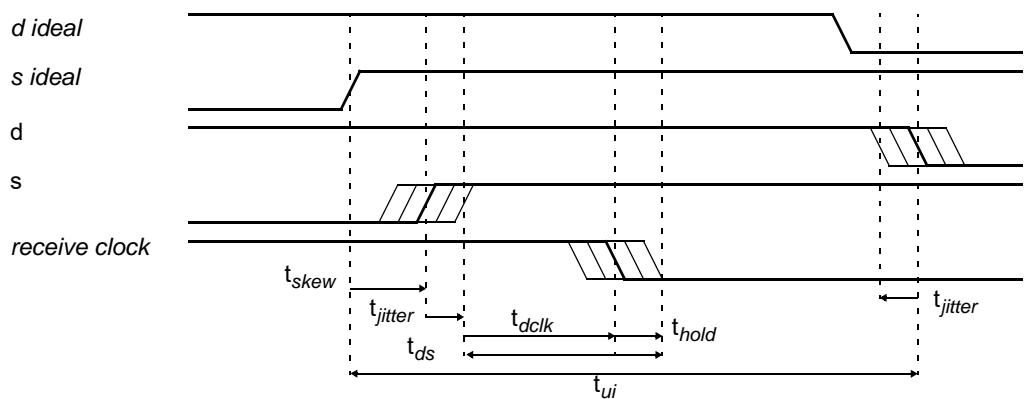 d ideal
s ideal
d
s
receive clock
tskew
tjitter
tjitter
tdclk
thold
tds
tui